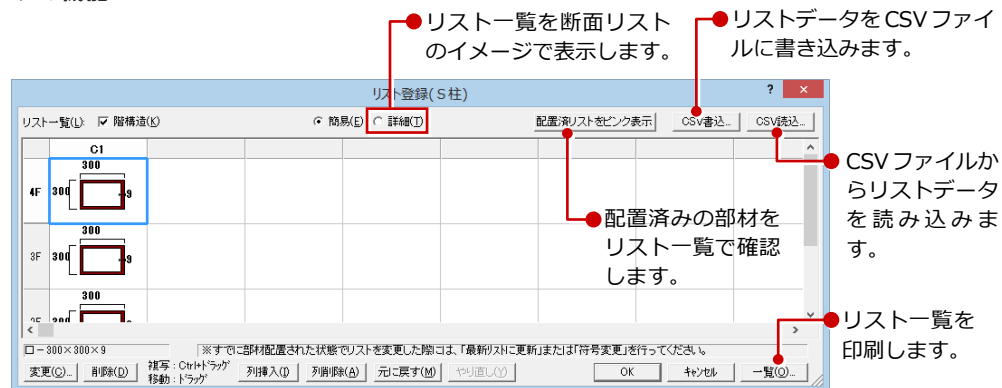 リスト一覧を断面リスト
のイメージで表示します。
リストデータをCSVファイ
ルに書き込みます。
リスト登録(S柱)
?
×
リスト一覧(L):
階構造(K)
簡易(E)
詳細(T)
配置済リストをピンク表示
CSV書込...
CSV読込...
C1
4F
300
300
9
3F
300
300
9
300
CSVファイルか
らリストデータ
を読み込みま
す。
配置済みの部材を
リスト一覧で確認
します。
リスト一覧を
印刷します。
ロ－300×300×9
※すでに部材配置された状態でリストを変更した際には、「最新リストに更新」または「符号変更」を行ってください。
変更(C)...
削除(D)
複写：Ctrl+ドラッグ
移動：ドラッグ
列挿入(I)
列削除(A)
元に戻す(M)
やり直し(Y)
OK
キャンセル
一覧(O)...